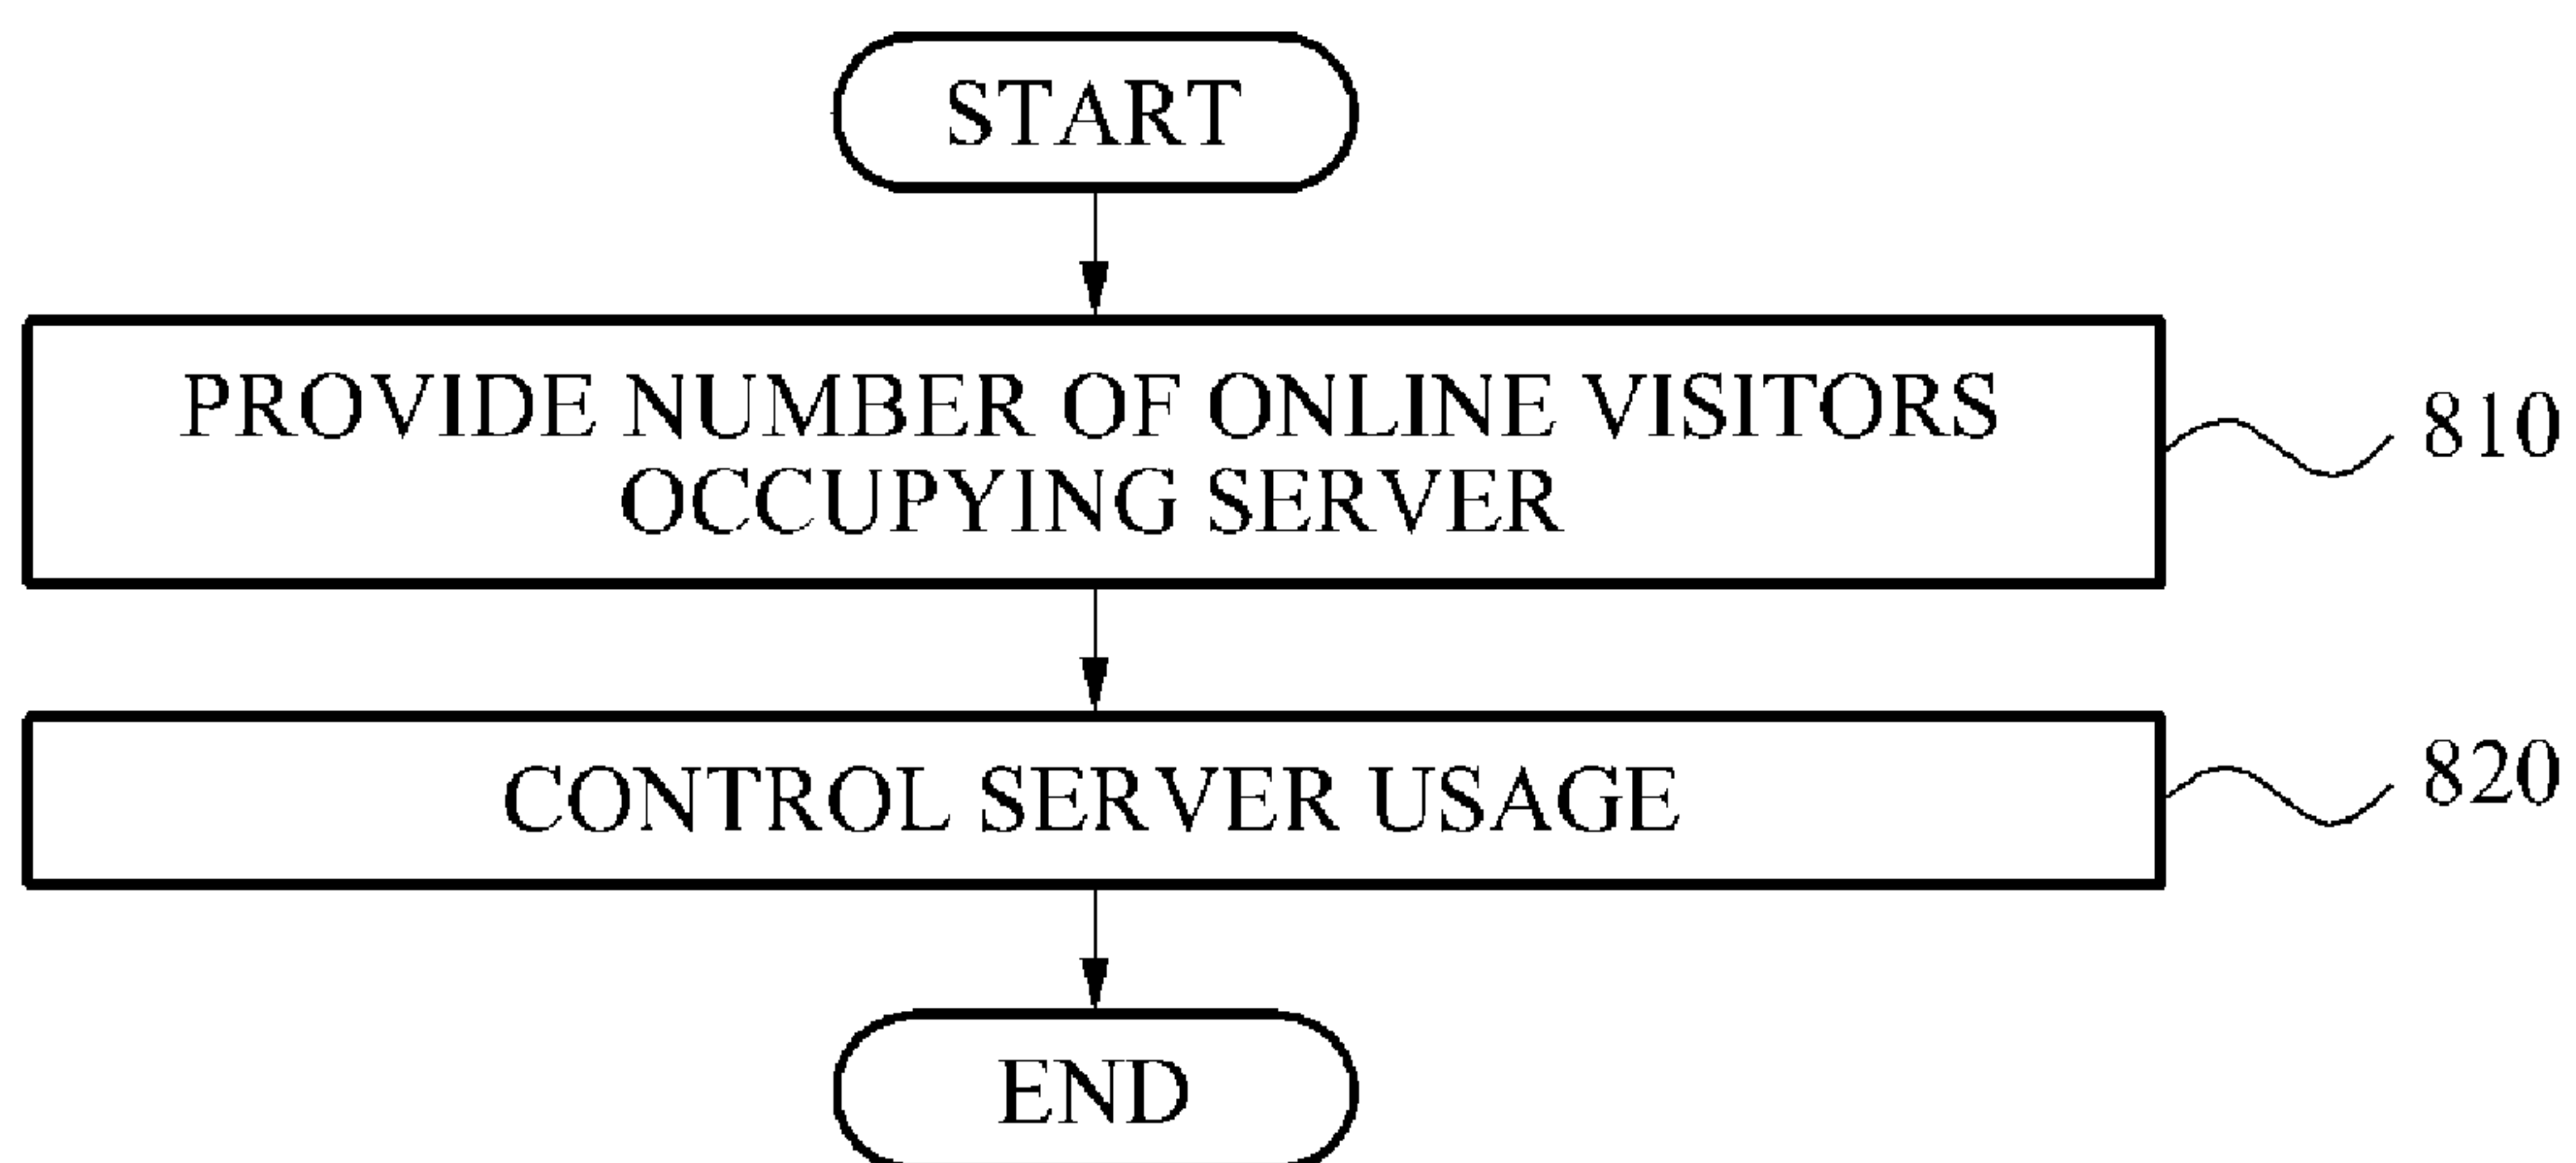 START
PROVIDE NUMBER OF ONLINE VISITORS
OCCUPYING SERVER
810
CONTROL SERVER USAGE
820
END